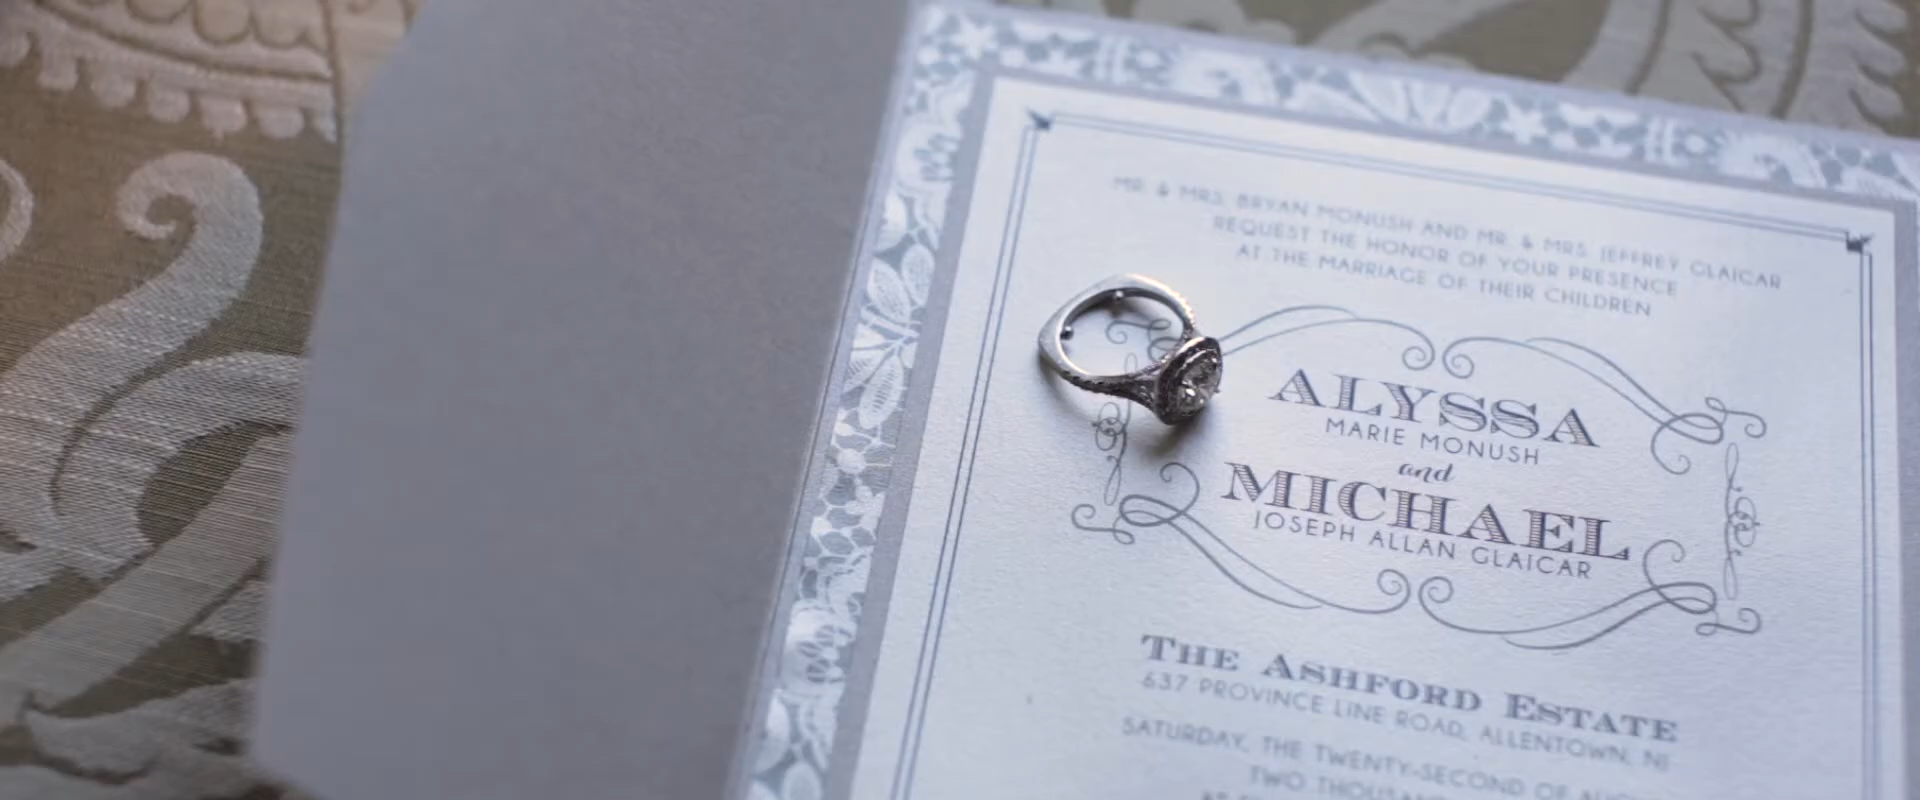 MR. & MRS. BRYAN MONUSH AND MR. & MRS. JEFFREY GLAICAR
REQUEST THE HONOR OF YOUR PRESENCE
AT THE MARRIAGE OF THEIR CHILDREN
ALYSSA
MARIE MONUSH
and
MICHAEL
JOSEPH ALLAN GLAICAR
THE ASHFORD ESTATE
637 PROVINCE LINE ROAD, ALLENTOWN, NJ
SATURDAY, THE TWENTY-SECOND OF
TWO